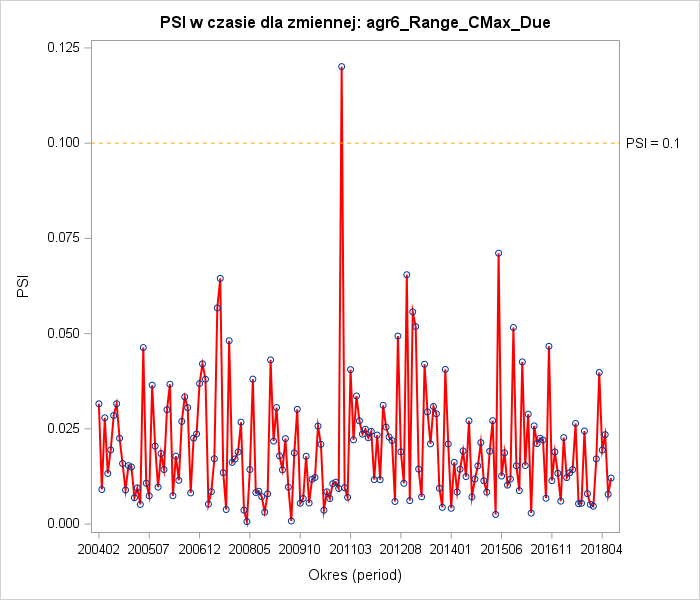 PSI w czasie dla zmiennej: agr6_Range_CMax_Due
0.125
0.100
0.075
0.050
0.025
0.000
PSI
PSI = 0.1
200402 200507 200612 200805 200910 201103 201208 201401 201506 201611 201804
Okres (period)